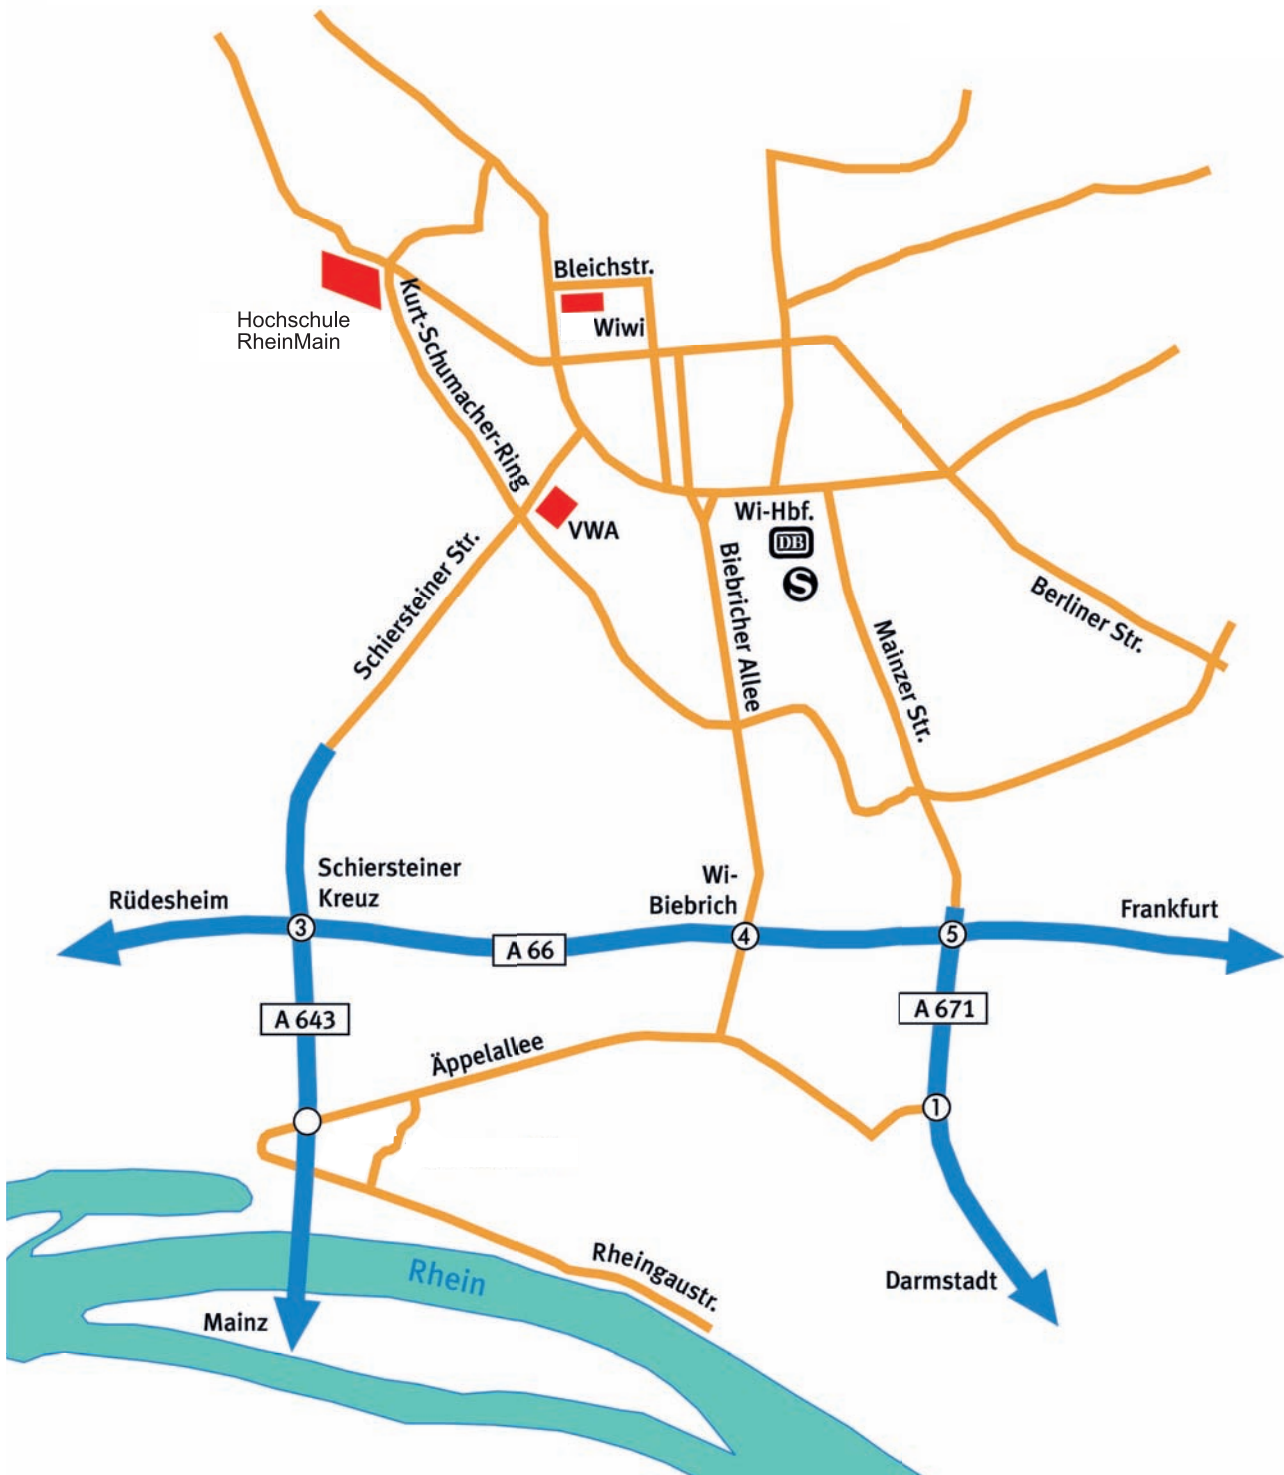 Bleichstr.
Wiwi
Hochschule
RheinMain
Kurt-Schumacher-Ring
VWA
Wi-Hbf.
DB
S
Schiersteiner Str.
Biebricher Allee
Mainzer Str.
Berliner Str.
Schiersteiner
Kreuz
Rüdesheim
Wi-
Biebrich
Frankfurt
3
4
5
A 66
A 643
A 671
Äppelallee
1
Rheingaustr.
Rhein
Darmstadt
Mainz